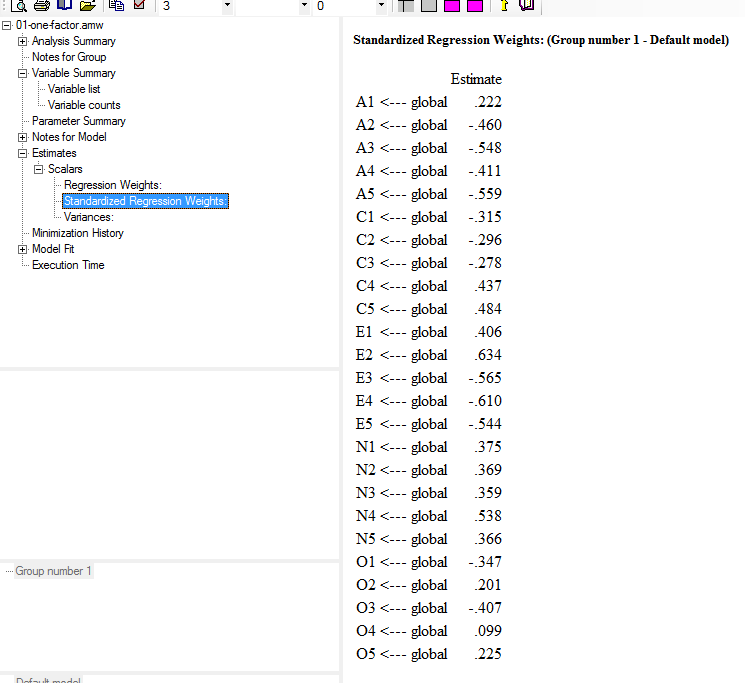 3
0
01-one-factor.amw
Analysis Summary
Notes for Group
Variable Summary
Variable list
Variable counts
Parameter Summary
Notes for Model
Estimates
Scalars
Regression Weights:
Standardized Regression Weights:
Variances:
Minimization History
Model Fit
Execution Time
Group number 1
Default model
Standardized Regression Weights: (Group number 1 - Default model)
Estimate
A1 <--- global .222
A2 <--- global -.460
A3 <--- global -.548
A4 <--- global -.411
A5 <--- global -.559
C1 <--- global -.315
C2 <--- global -.296
C3 <--- global -.278
C4 <--- global .437
C5 <--- global .484
E1 <--- global .406
E2 <--- global .634
E3 <--- global -.565
E4 <--- global -.610
E5 <--- global -.544
N1 <--- global .375
N2 <--- global .369
N3 <--- global .359
N4 <--- global .538
N5 <--- global .366
O1 <--- global -.347
O2 <--- global .201
O3 <--- global -.407
O4 <--- global .099
O5 <--- global .225